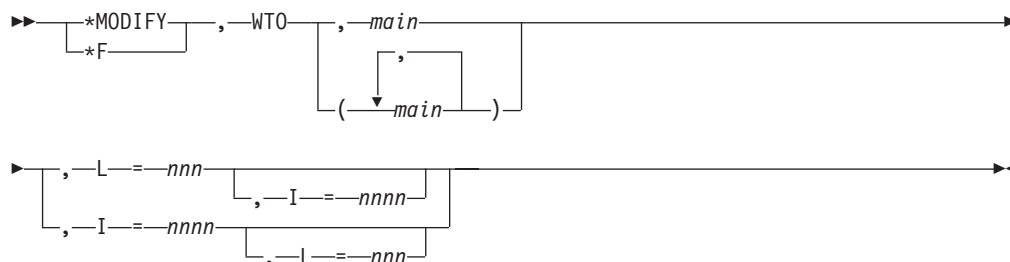 *MODIFY , WTO , main
*F ,
( main )
, L = nnn
, I = nnnn
, I = nnnn
, L = nnn